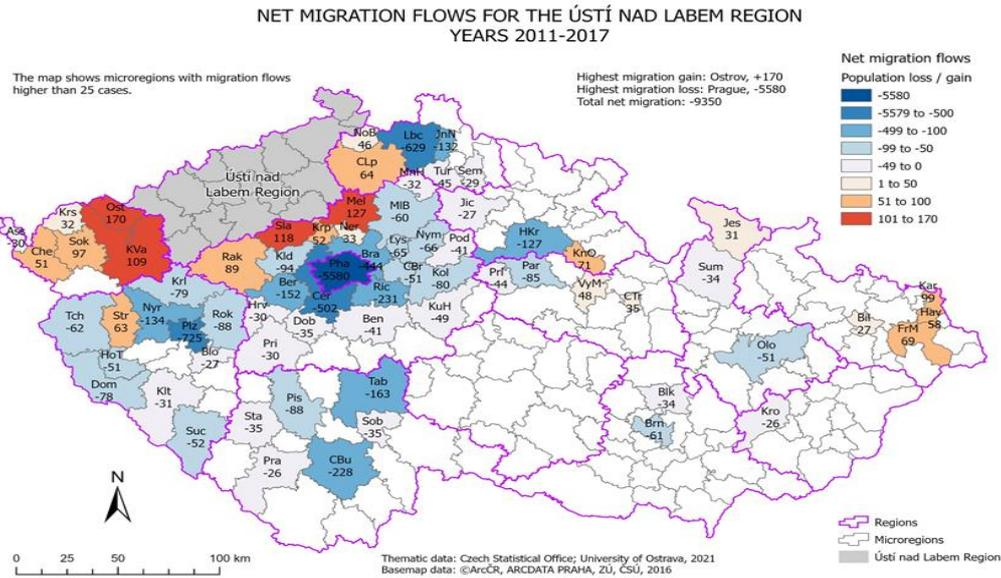 NET MIGRATION FLOWS FOR THE ÚSTÍ NAD LABEM REGION
YEARS 2011-2017
The map shows microregions with migration flows
higher than 25 cases.
Highest migration gain: Ostrov, +170
Highest migration loss: Prague, -5580
Total net migration: -9350
Net migration flows
Population loss / gain
-5580
-5579 to -500
-499 to -100
-99 to -50
-49 to 0
1 to 50
51 to 100
101 to 170
Ústí nad
Labem Region
NoB
46
Lbc
-629
JnN
-132
CLp
64
MnH
-32
Tur
-45
Sem
-29
Jic
-27
Mel
127
MlB
-60
Ost
170
Krs
32
Aš
30
Che
51
Sok
97
KVa
109
Sla
118
Krp
52
Ner
33
Rak
89
Kld
-94
Pha
-5580
Bra
-444
Lys
-65
Nym
-66
Pod
-41
HKr
-127
KnO
71
Jes
31
Sum
-34
Krl
-79
Ber
-152
Cer
-502
Ric
-231
CBr
-51
Kol
-80
Prl
-44
Par
-85
VyM
48
CTr
35
Kar
99
Hav
58
FrM
69
Bil
27
Tch
-62
Str
63
Nyr
-134
Plz
-725
Rok
-88
Hrv
-30
Dob
-35
Ben
-41
KuH
-49
HoT
-51
Blo
-27
Pri
-30
Olo
-51
Dom
-78
Klt
-31
Pis
-88
Tab
-163
Blk
-34
Sta
-35
Sob
-35
Brn
-61
Kro
-26
Suc
-52
Pra
-26
CBu
-228
N
0 25 50 100 km
Thematic data: Czech Statistical Office; University of Ostrava, 2021
Basemap data: ©ArcČR, ARCDATA PRAHA, ZÚ, ČSÚ, 2016
Regions
Microregions
Ústí nad Labem Region